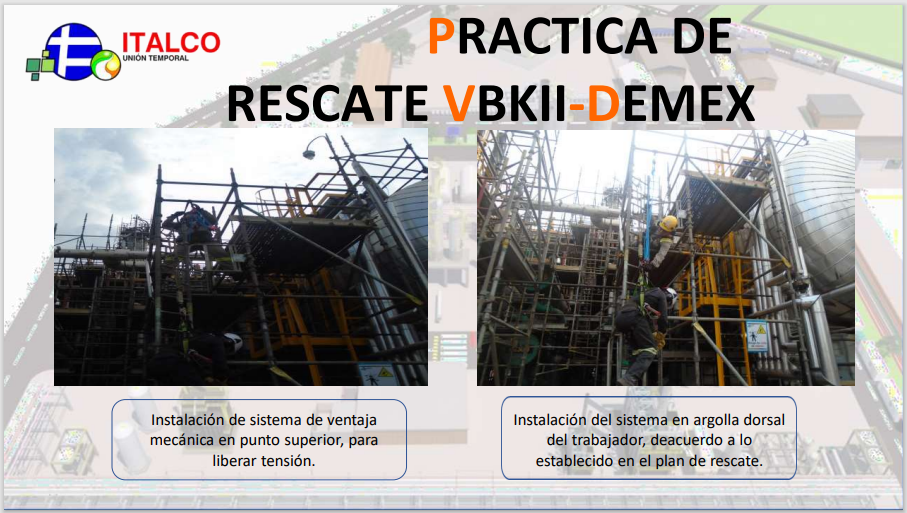 ITALCO
UNIÓN TEMPORAL
PRACTICA DE
RESCATE VBKII-DEMEX
Instalación de sistema de ventaja
mecánica en punto superior, para
liberar tensión.
Instalación del sistema en argolla dorsal
del trabajador, deacuerdo a lo
establecido en el plan de rescate.